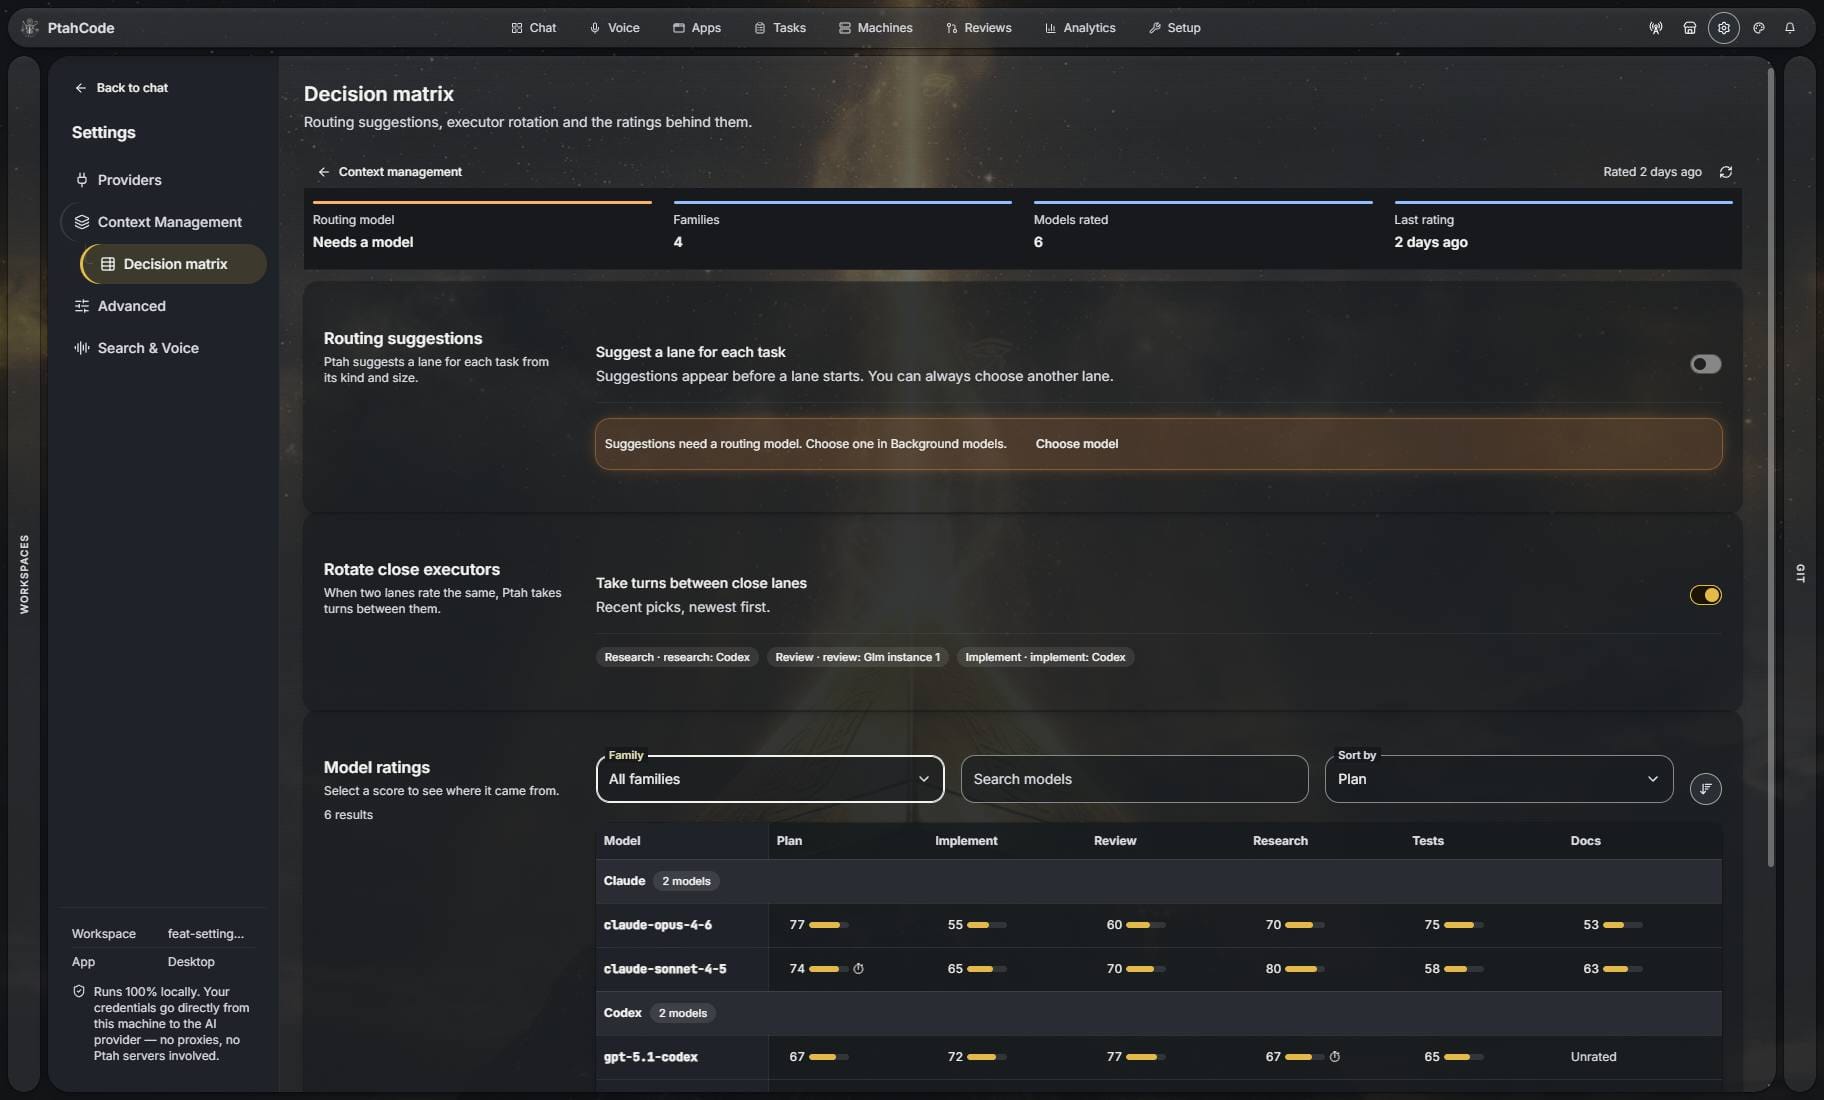 PtahCode
Chat
Voice
Apps
Tasks
Machines
Reviews
Analytics
Setup
WORKSPACES
Back to chat
Settings
Providers
Context Management
Decision matrix
Advanced
Search & Voice
Workspace feat-setting...
App Desktop
Runs 100% locally. Your
credentials go directly from
this machine to the AI
provider — no proxies, no
Ptah servers involved.
Decision matrix
Routing suggestions, executor rotation and the ratings behind them.
Context management
Rated 2 days ago
Routing model
Needs a model
Families
4
Models rated
6
Last rating
2 days ago
Routing suggestions
Ptah suggests a lane for each task from
its kind and size.
Suggest a lane for each task
Suggestions appear before a lane starts. You can always choose another lane.
Suggestions need a routing model. Choose one in Background models. Choose model
Rotate close executors
When two lanes rate the same, Ptah takes
turns between them.
Take turns between close lanes
Recent picks, newest first.
Research · research: Codex
Review · review: Glm instance 1
Implement · implement: Codex
Model ratings
Select a score to see where it came from.
6 results
Family
All families
Search models
Sort by
Plan
Model Plan Implement Review Research Tests Docs
Claude 2 models
claude-opus-4-6 77 55 60 70 75 53
claude-sonnet-4-5 74 65 70 80 58 63
Codex 2 models
gpt-5.1-codex 67 72 77 67 65 Unrated
GIT